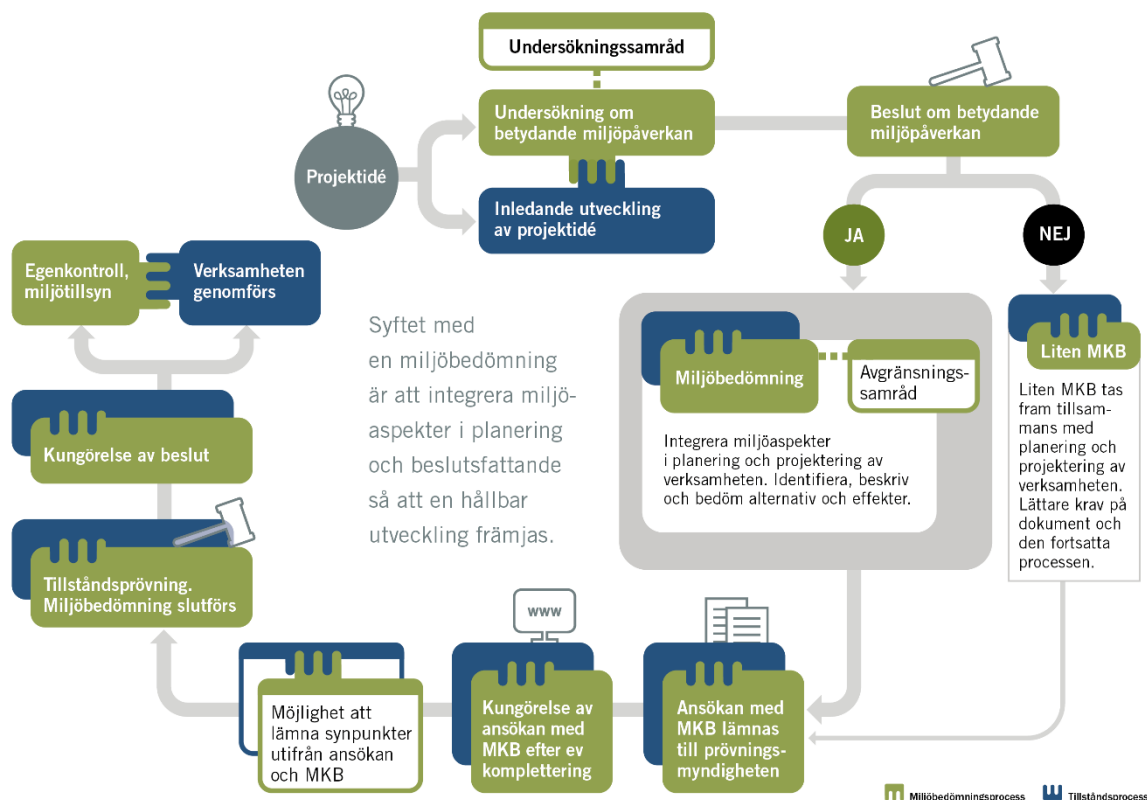 Undersökningssamråd
Undersökning om
betydande miljöpåverkan
Beslut om betydande
miljöpåverkan
Projektidé
Inledande utveckling
av projektidé
JA
NEJ
Egenkontroll,
miljötillsyn
Verksamheten
genomförs
Syftet med
en miljöbedömning
är att integrera miljö-
aspekter i planering
och beslutsfattande
så att en hållbar
utveckling främjas.
Miljöbedömning
Avgränsnings-
samråd
Integrera miljöaspekter
i planering och projektering av
verksamheten. Identifiera, beskriv
och bedöm alternativ och effekter.
Liten MKB
Liten MKB tas
fram tillsam-
mans med
planering och
projektering av
verksamheten.
Lättare krav på
dokument och
den fortsatta
processen.
Kungörelse av beslut
Tillståndsprövning.
Miljöbedömning slutförs
Möjlighet att
lämna synpunkter
utifrån ansökan
och MKB
www
Kungörelse av
ansökan med
MKB efter ev
komplettering
Ansökan med
MKB lämnas
till prövnings-
myndigheten
Miljöbedömningsprocess
Tillståndsprocess